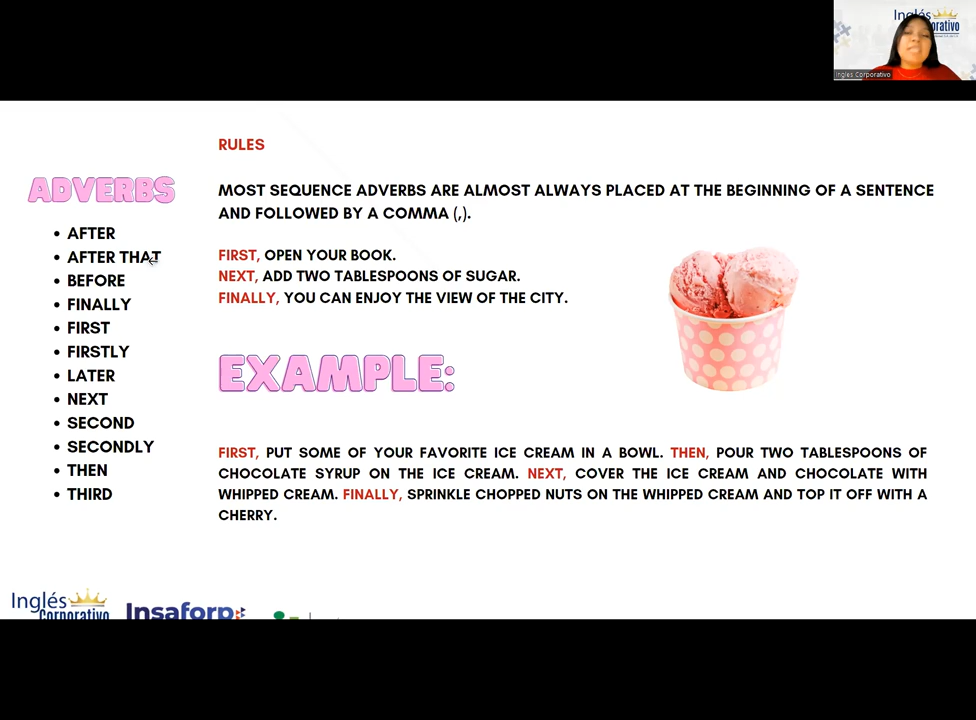 Inglés
orativo
Ingles Corporativo
RULES
ADVERBS
MOST SEQUENCE ADVERBS ARE ALMOST ALWAYS PLACED AT THE BEGINNING OF A SENTENCE
AND FOLLOWED BY A COMMA (,).
AFTER
AFTER THAT
BEFORE
FINALLY
FIRST
FIRSTLY
LATER
NEXT
SECOND
SECONDLY
THEN
THIRD
FIRST, OPEN YOUR BOOK.
NEXT, ADD TWO TABLESPOONS OF SUGAR.
FINALLY, YOU CAN ENJOY THE VIEW OF THE CITY.
EXAMPLE:
FIRST, PUT SOME OF YOUR FAVORITE ICE CREAM IN A BOWL. THEN, POUR TWO TABLESPOONS OF
CHOCOLATE SYRUP ON THE ICE CREAM. NEXT, COVER THE ICE CREAM AND CHOCOLATE WITH
WHIPPED CREAM. FINALLY, SPRINKLE CHOPPED NUTS ON THE WHIPPED CREAM AND TOP IT OFF WITH A
CHERRY.
Inglés
Corporativo
Insaforp